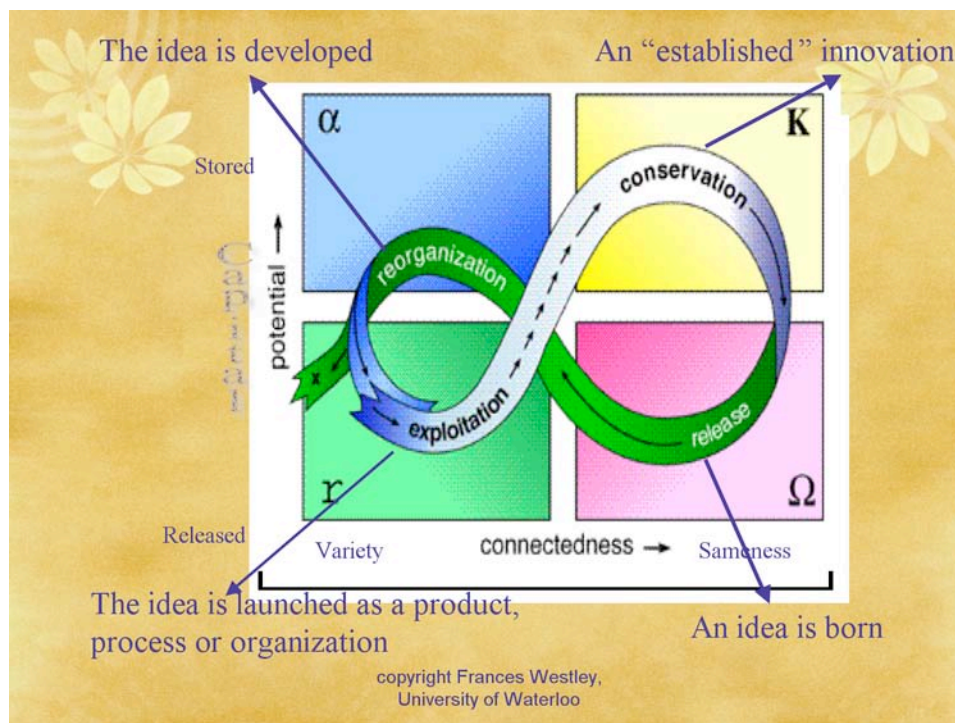 The idea is developed
An “established” innovation
α
K
Stored
conservation
reorganization
potential
x
exploitation
release
r
Ω
Released
Variety
connectedness
Sameness
The idea is launched as a product,
process or organization
An idea is born
copyright Frances Westley,
University of Waterloo